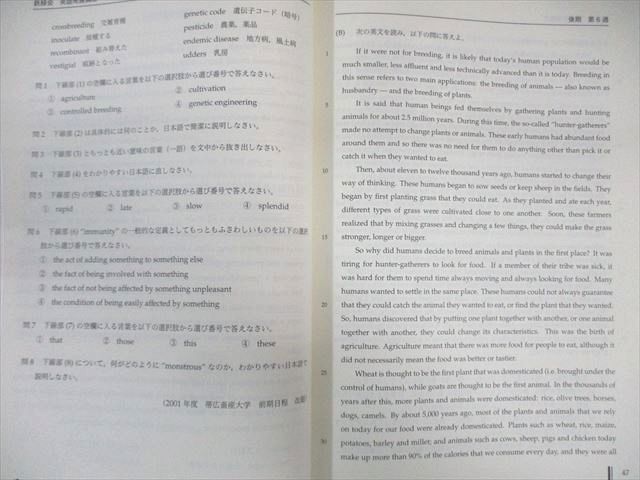 鉄緑会
crossbreeding 交雑育種
inoculate 接種する
recombinant 組み替えた
vestigial 痕跡となった
genetic code 遺伝子コード（暗号）
pesticide 農薬，薬品
endemic disease 地方病，風土病
udders 乳房
問1 下線部 (1) の空欄に入る言葉を以下の選択肢から選び番号で答えなさい。
① agriculture ② cultivation
③ controlled breeding ④ genetic engineering
問2 下線部 (2) は具体的には何のことか，日本語で簡潔に説明しなさい。
問3 下線部 (3) ともっとも近い意味の言葉（一語）を文中から抜き出しなさい。
問4 下線部 (4) をわかりやすい日本語に直しなさい。
問5 下線部 (5) の空欄に入る言葉を以下の選択肢から選び番号で答えなさい。
① rapid ② late ③ slow ④ splendid
問6 下線部 (6) "immunity" の一般的な定義としてもっともふさわしいものを以下の選択
肢から選び番号で答えなさい。
① the act of adding something to something else
② the fact of being involved with something
③ the fact of not being affected by something unpleasant
④ the condition of being easily affected by something
問7 下線部 (7) の空欄に入る言葉を以下の選択肢から選び番号で答えなさい。
① that ② those ③ this ④ these
問8 下線部 (8) について，何がどのように "monstrous" なのか，わかりやすい日本語で
説明しなさい。
(2001年度 帯広畜産大学 前期日程 改題
後期 第6週
(B) 次の英文を読み，以下の問に答えよ。
1 If it were not for breeding, it is likely that today's human population would be
much smaller, less affluent and less technically advanced than it is today. Breeding in
this sense refers to two main applications: the breeding of animals — also known as
husbandry — and the breeding of plants.
5 It is said that human beings fed themselves by gathering plants and hunting
animals for about 2.5 million years. During this time, the so-called "hunter-gatherers"
made no attempt to change plants or animals. These early humans had abundant food
around them and so there was no need for them to do anything other than pick it or
catch it when they wanted to eat.
10 Then, about eleven to twelve thousand years ago, humans started to change their
way of thinking. These humans began to sow seeds or keep sheep in the fields. They
began by first planting grass that they could eat. As they planted and ate each year,
different types of grass were cultivated close to one another. Soon, these farmers
realized that by mixing grasses and changing a few things, they could make the grass
15 stronger, longer or bigger.
So why did humans decide to breed animals and plants in the first place? It was
tiring for hunter-gatherers to look for food. If a member of their tribe was sick, it
was hard for them to spend time always moving and always looking for food. Many
humans wanted to settle in the same place. These humans could not always guarantee
20 that they could catch the animal they wanted to eat, or find the plant that they wanted.
So, humans discovered that by putting one plant together with another, or one animal
together with another, they could change its characteristics. This was the birth of
agriculture. Agriculture meant that there was more food for people to eat, although it
did not necessarily mean the food was better or tastier.
25 Wheat is thought to be the first plant that was domesticated (i.e. brought under the
control of humans), while goats are thought to be the first animal. In the thousands of
years after this, more plants and animals were domesticated: rice, olive trees, horses,
dogs, camels. By about 5,000 years ago, most of the plants and animals that we rely
on today for our food were already domesticated. Plants such as wheat, rice, maize,
30 potatoes, barley and millet; and animals such as cows, sheep, pigs and chicken today
make up more than 90% of the calories that we consume every day, and they were all
47